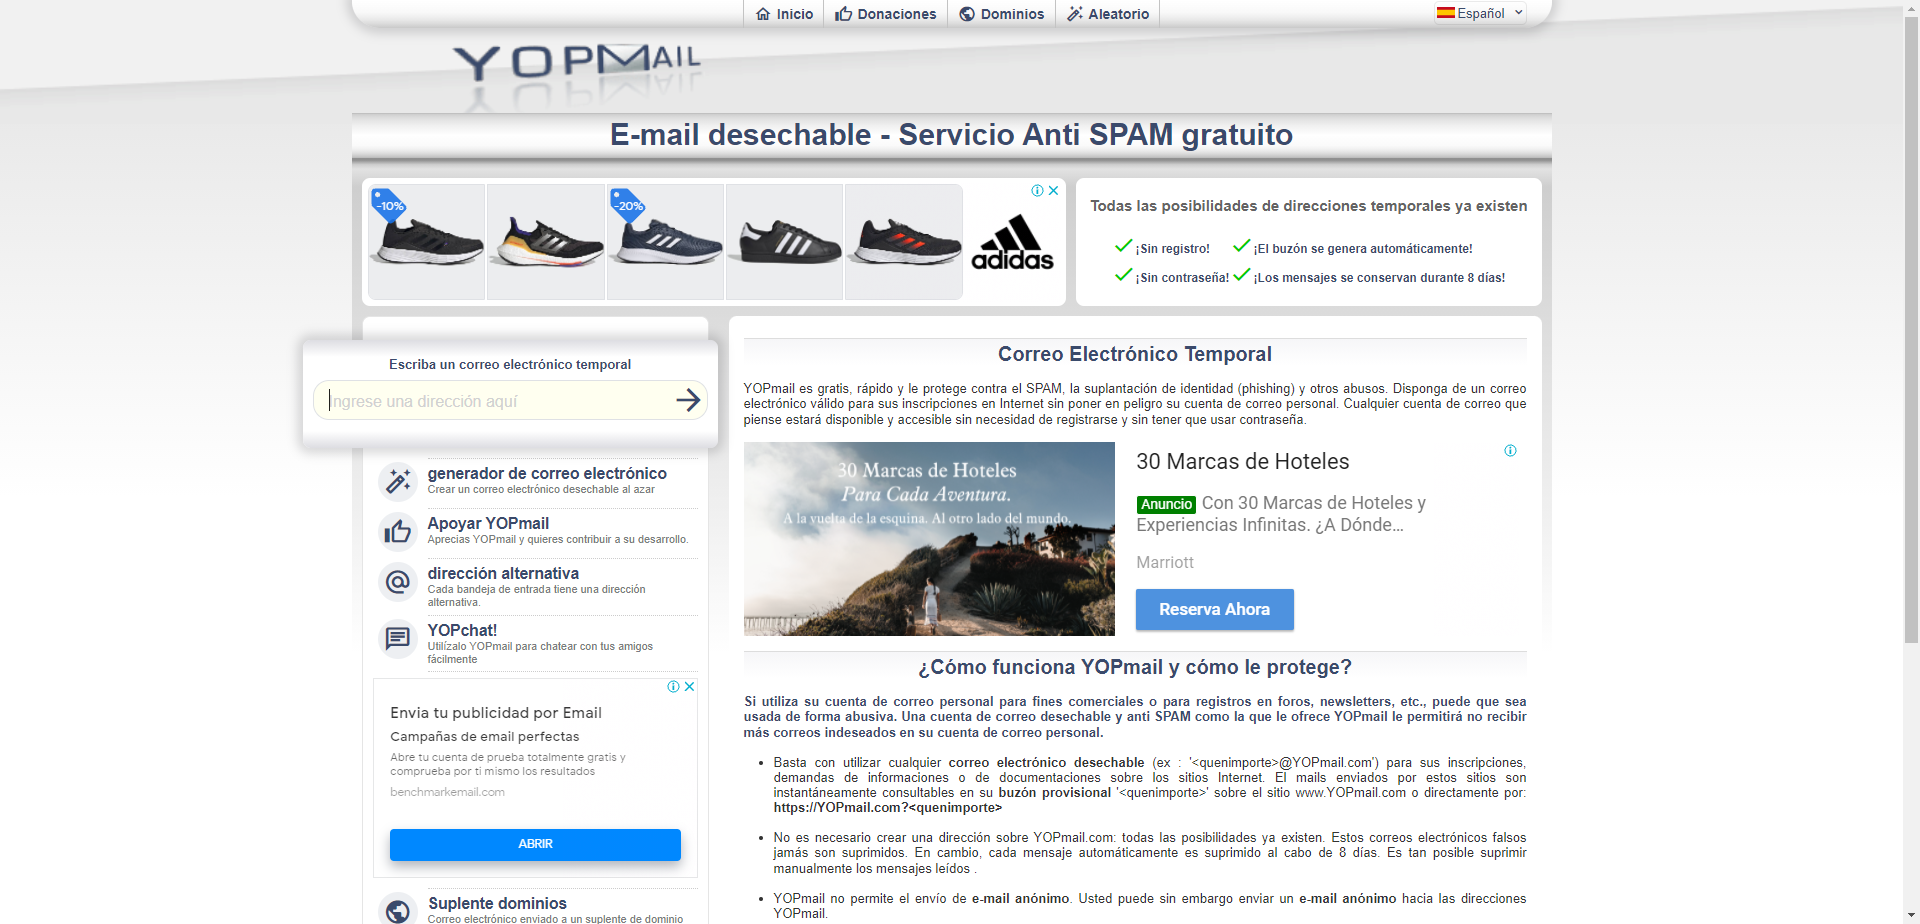 Inicio
Donaciones
Dominios
Aleatorio
Español
YOPMAIL
E-mail desechable - Servicio Anti SPAM gratuito
-10%
-20%
adidas
Todas las posibilidades de direcciones temporales ya existen
¡Sin registro!
¡El buzón se genera automáticamente!
¡Sin contraseña!
¡Los mensajes se conservan durante 8 días!
Escriba un correo electrónico temporal
Ingrese una dirección aquí
generador de correo electrónico
Crear un correo electrónico desechable al azar
Apoyar YOPmail
Aprecias YOPmail y quieres contribuir a su desarrollo.
dirección alternativa
Cada bandeja de entrada tiene una dirección
alternativa.
YOPchat!
Utilízalo YOPmail para chatear con tus amigos
fácilmente
Envia tu publicidad por Email
Campañas de email perfectas
Abre tu cuenta de prueba totalmente gratis y
comprueba por ti mismo los resultados
benchmarkemail.com
ABRIR
Suplente dominios
Correo electrónico enviado a un suplente de dominio
Correo Electrónico Temporal
YOPmail es gratis, rápido y le protege contra el SPAM, la suplantación de identidad (phishing) y otros abusos. Disponga de un correo
electrónico válido para sus inscripciones en Internet sin poner en peligro su cuenta de correo personal. Cualquier cuenta de correo que
piense estará disponible y accesible sin necesidad de registrarse y sin tener que usar contraseña.
30 Marcas de Hoteles
Para Cada Aventura.
A la vuelta de la esquina. Al otro lado del mundo.
30 Marcas de Hoteles
Anuncio Con 30 Marcas de Hoteles y
Experiencias Infinitas. ¿A Dónde...
Marriott
Reserva Ahora
¿Cómo funciona YOPmail y cómo le protege?
Si utiliza su cuenta de correo personal para fines comerciales o para registros en foros, newsletters, etc., puede que sea
usada de forma abusiva. Una cuenta de correo desechable y anti SPAM como la que le ofrece YOPmail le permitirá no recibir
más correos indeseados en su cuenta de correo personal.
• Basta con utilizar cualquier correo electrónico desechable (ex : '<quenimporte>@YOPmail.com') para sus inscripciones,
demandas de informaciones o de documentaciones sobre los sitios Internet. El mails enviados por estos sitios son
instantáneamente consultables en su buzón provisional '<quenimporte>' sobre el sitio www.YOPmail.com o directamente por:
https://YOPmail.com?<quenimporte>
• No es necesario crear una dirección sobre YOPmail.com: todas las posibilidades ya existen. Estos correos electrónicos falsos
jamás son suprimidos. En cambio, cada mensaje automáticamente es suprimido al cabo de 8 días. Es tan posible suprimir
manualmente los mensajes leídos .
• YOPmail no permite el envío de e-mail anónimo. Usted puede sin embargo enviar un e-mail anónimo hacia las direcciones
YOPmail.